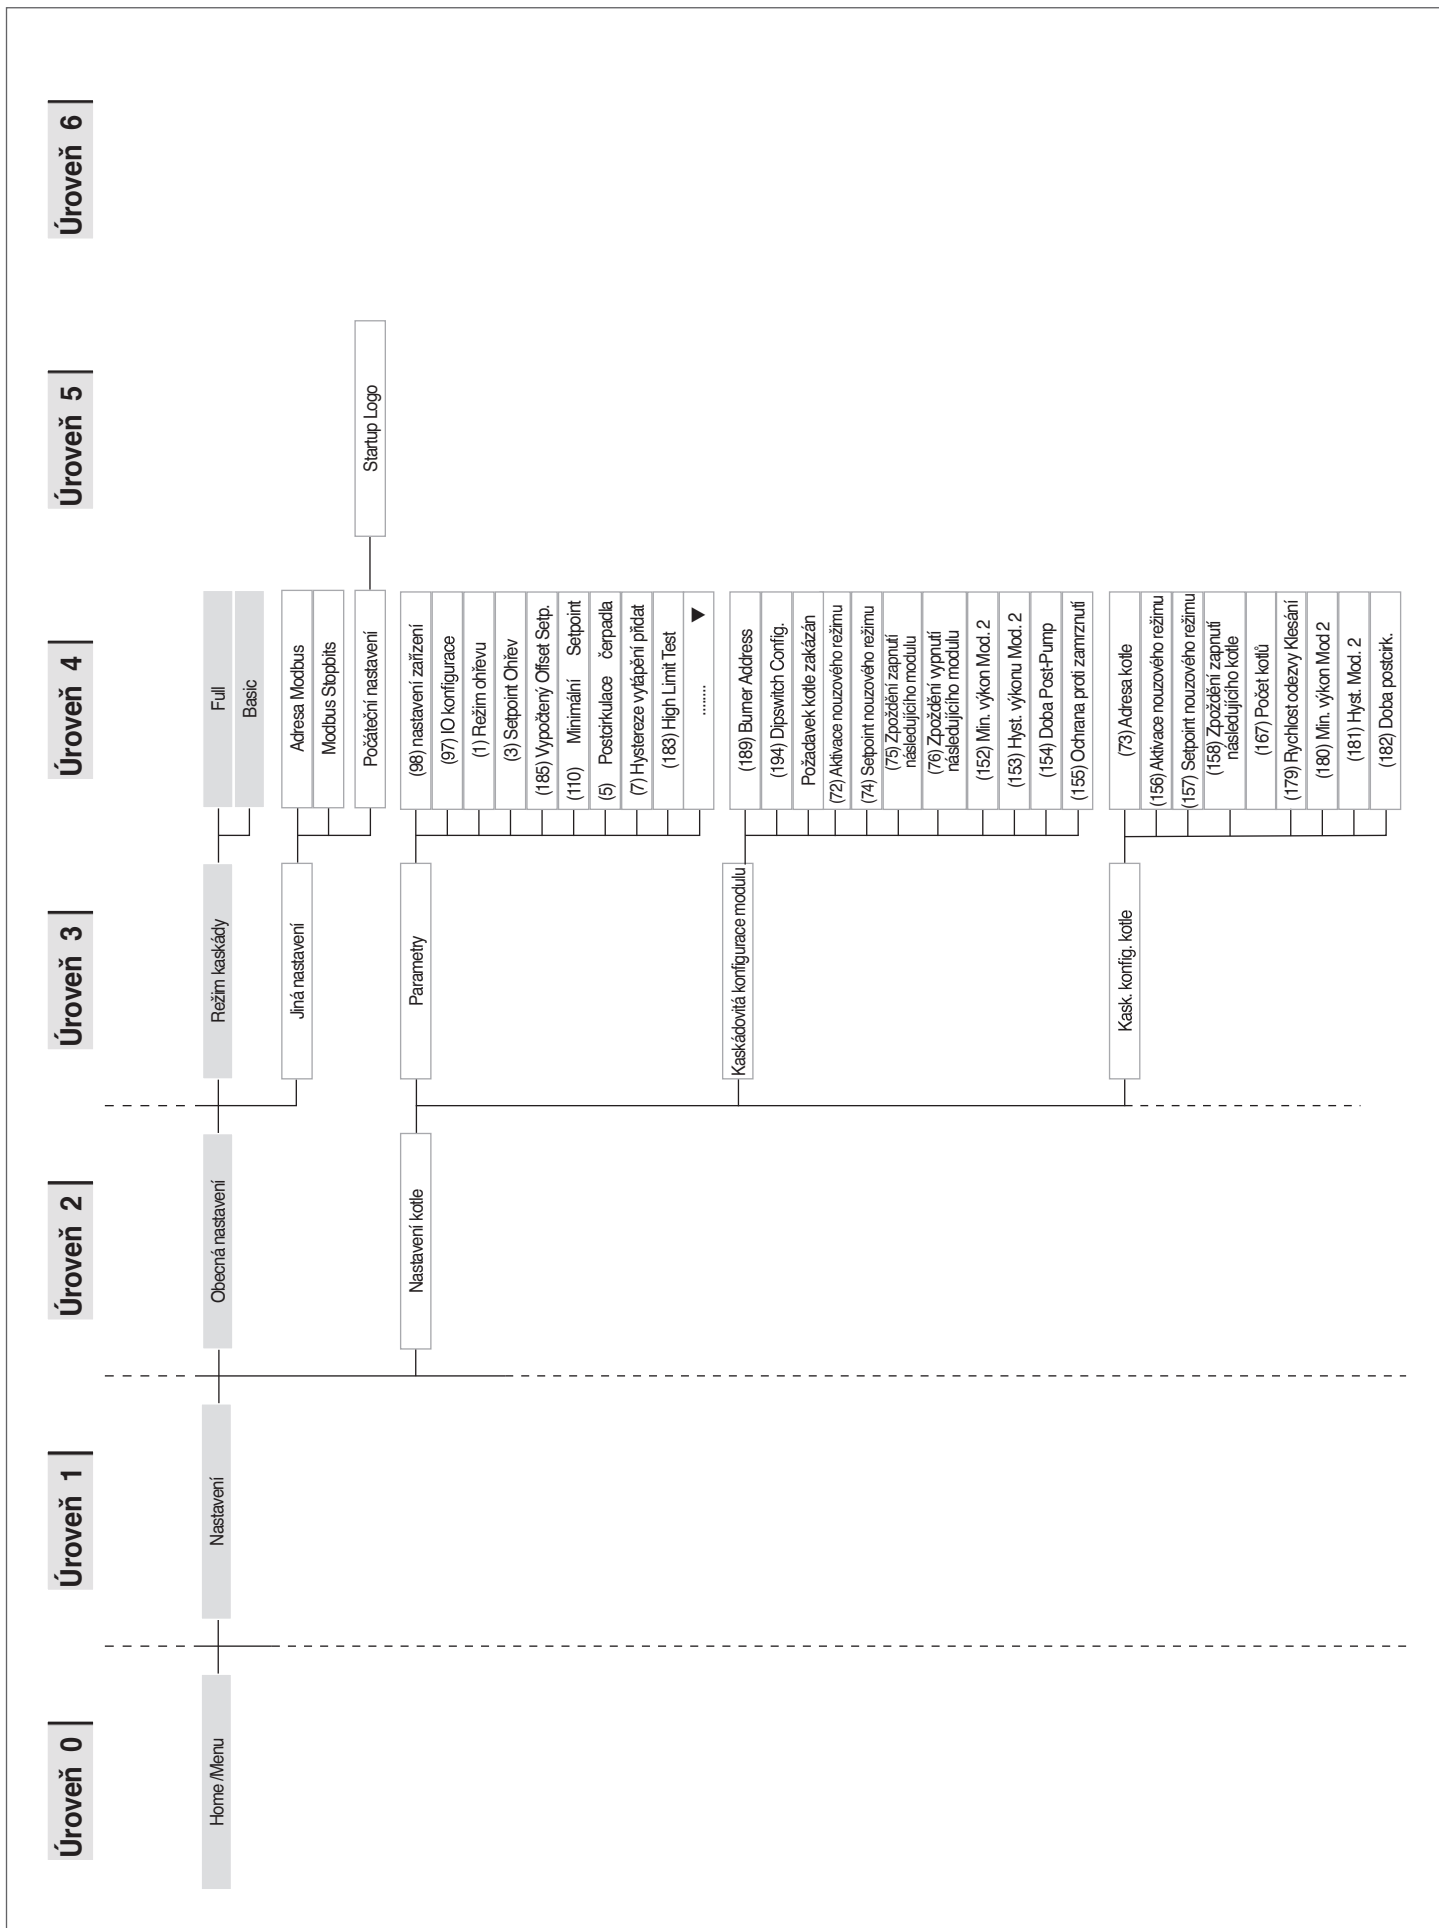 Úroveň 0
Úroveň 1
Úroveň 2
Úroveň 3
Úroveň 4
Úroveň 5
Úroveň 6
Home /Menu
Nastavení
Obecná nastavení
Režim kaskády
Full
Basic
Jiná nastavení
Adresa Modbus
Modbus Stopbits
Počáteční nastavení
Startup Logo
Nastavení kotle
Parametry
(98) nastavení zařízení
(97) IO konfigurace
(1) Režim ohřevu
(3) Setpoint Ohřev
(185) Vypočtený Offset Setp.
(110) Minimální Setpoint
(5) Postcirkulace čerpadla
(7) Hystereze vytápění přidat
(183) High Limit Test
........ ▼
Kaskádovitá konfigurace modulu
(189) Burner Address
(194) Dipswitch Config.
Požadavek kotle zakázán
(72) Aktivace nouzového režimu
(74) Setpoint nouzového režimu
(75) Zpoždění zapnutí
následujícího modulu
(76) Zpoždění vypnutí
následujícího modulu
(152) Min. výkon Mod. 2
(153) Hyst. výkonu Mod. 2
(154) Doba Post-Pump
(155) Ochrana proti zamrznutí
Kask. konfig. kotle
(73) Adresa kotle
(156) Aktivace nouzového režimu
(157) Setpoint nouzového režimu
(158) Zpoždění zapnutí
následujícího kotle
(167) Počet kotlů
(179) Rychlost odezvy Klesání
(180) Min. výkon Mod 2
(181) Hyst. Mod. 2
(182) Doba postcirk.